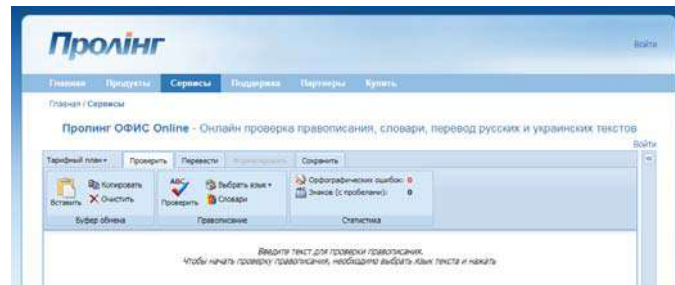 Пролінг
Войти
Главная Продукты Сервисы Поддержка Партнеры Купить
Главная / Сервисы
Пролинг ОФИС Online - Онлайн проверка правописания, словари, перевод русских и украинских текстов
Войти
Тарифный план Проверить Перевести Сохранить
Вставить Копировать Очистить
Проверить Выбрать язык Словари
Орфографических ошибок: 0
Знаков (с пробелами): 0
Буфер обмена Правописание Статистика
Введите текст для проверки правописания.
Чтобы начать проверку правописания, необходимо выбрать язык текста и нажать